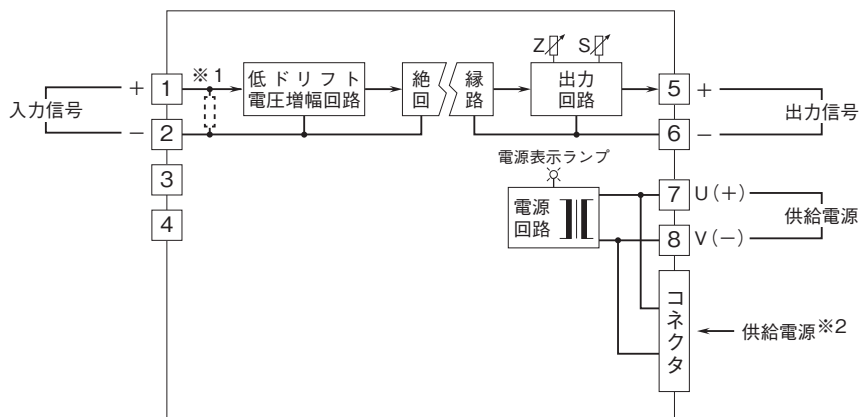 Z S
※1
低ドリフト
電圧増幅回路
絶 縁
回 路
出力
回路
入力信号
+ 1
− 2
3
4
5 +
6 −
出力信号
電源表示ランプ
電源
回路
7 U(+)
8 V(−)
供給電源
コネクタ
供給電源※2